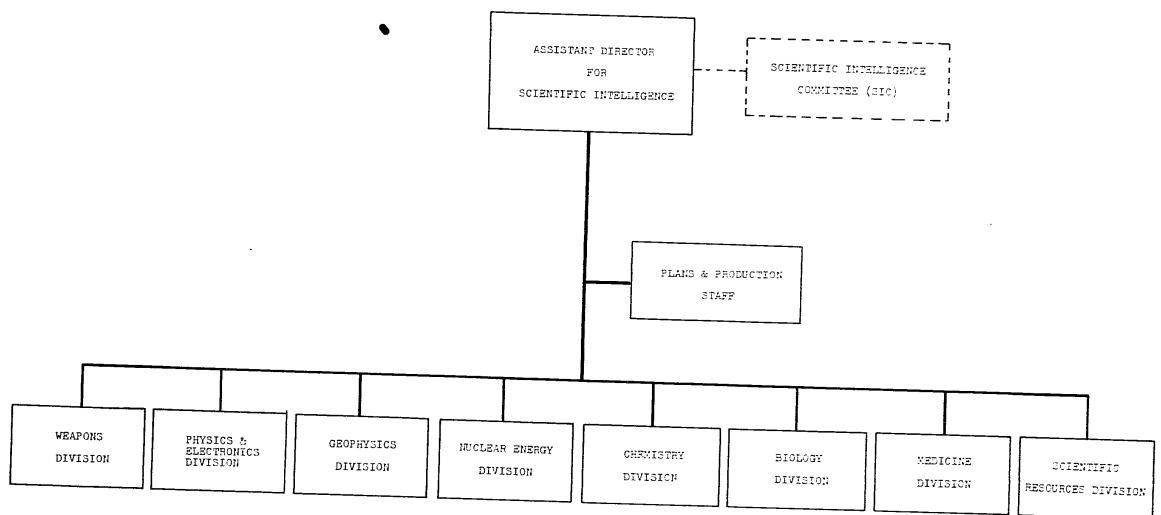 ASSISTANT DIRECTOR
FOR
SCIENTIFIC INTELLIGENCE
SCIENTIFIC INTELLIGENCE
COMMITTEE (SIC)
PLANS & PRODUCTION
STAFF
WEAPONS
DIVISION
PHYSICS &
ELECTRONICS
DIVISION
GEOPHYSICS
DIVISION
NUCLEAR ENERGY
DIVISION
CHEMISTRY
DIVISION
BIOLOGY
DIVISION
MEDICINE
DIVISION
SCIENTIFIC
RESOURCES DIVISION